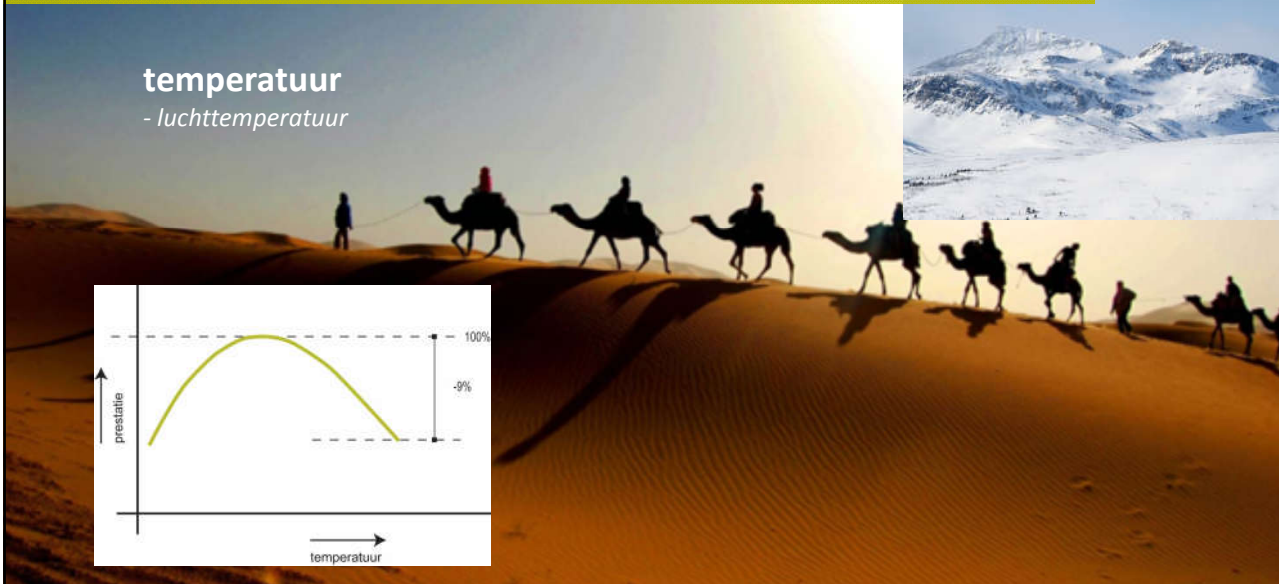 temperatuur
- luchttemperatuur
100%
-9%
prestatie
temperatuur